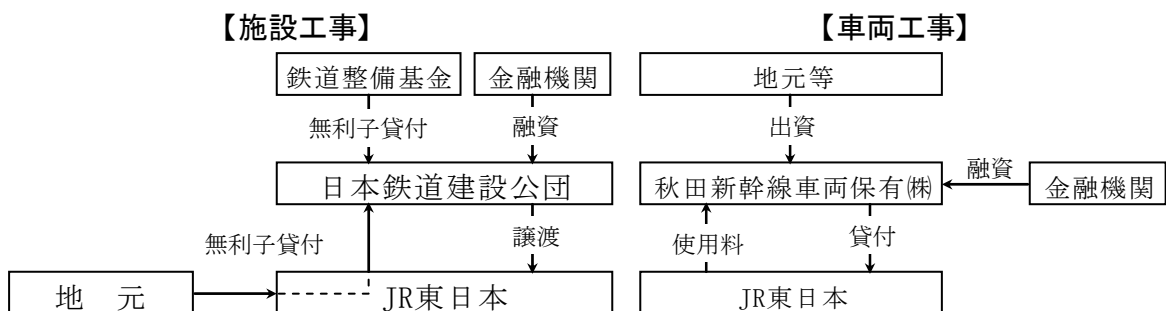 【施設工事】
【車両工事】
鉄道整備基金
金融機関
地元等
無利子貸付
融資
出資
日本鉄道建設公団
秋田新幹線車両保有㈱
融資
金融機関
無利子貸付
譲渡
使用料
貸付
地　元
JR東日本
JR東日本